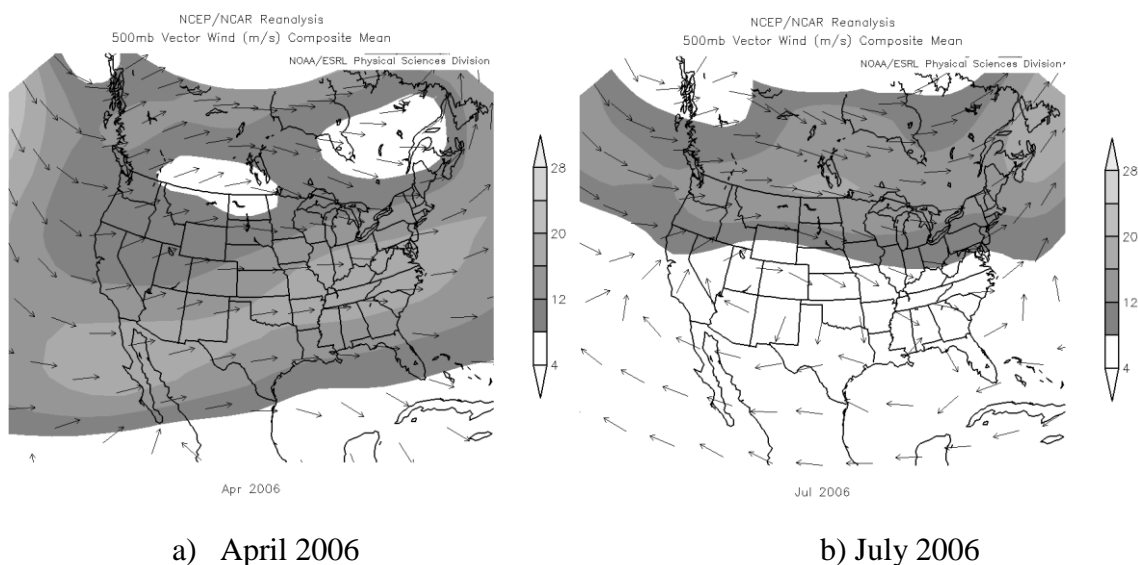 NCEP/NCAR Reanalysis
500mb Vector Wind (m/s) Composite Mean
NOAA/ESRL Physical Sciences Division
28
20
12
4
Apr 2006
a) April 2006
NCEP/NCAR Reanalysis
500mb Vector Wind (m/s) Composite Mean
NOAA/ESRL Physical Sciences Division
28
20
12
4
Jul 2006
b) July 2006